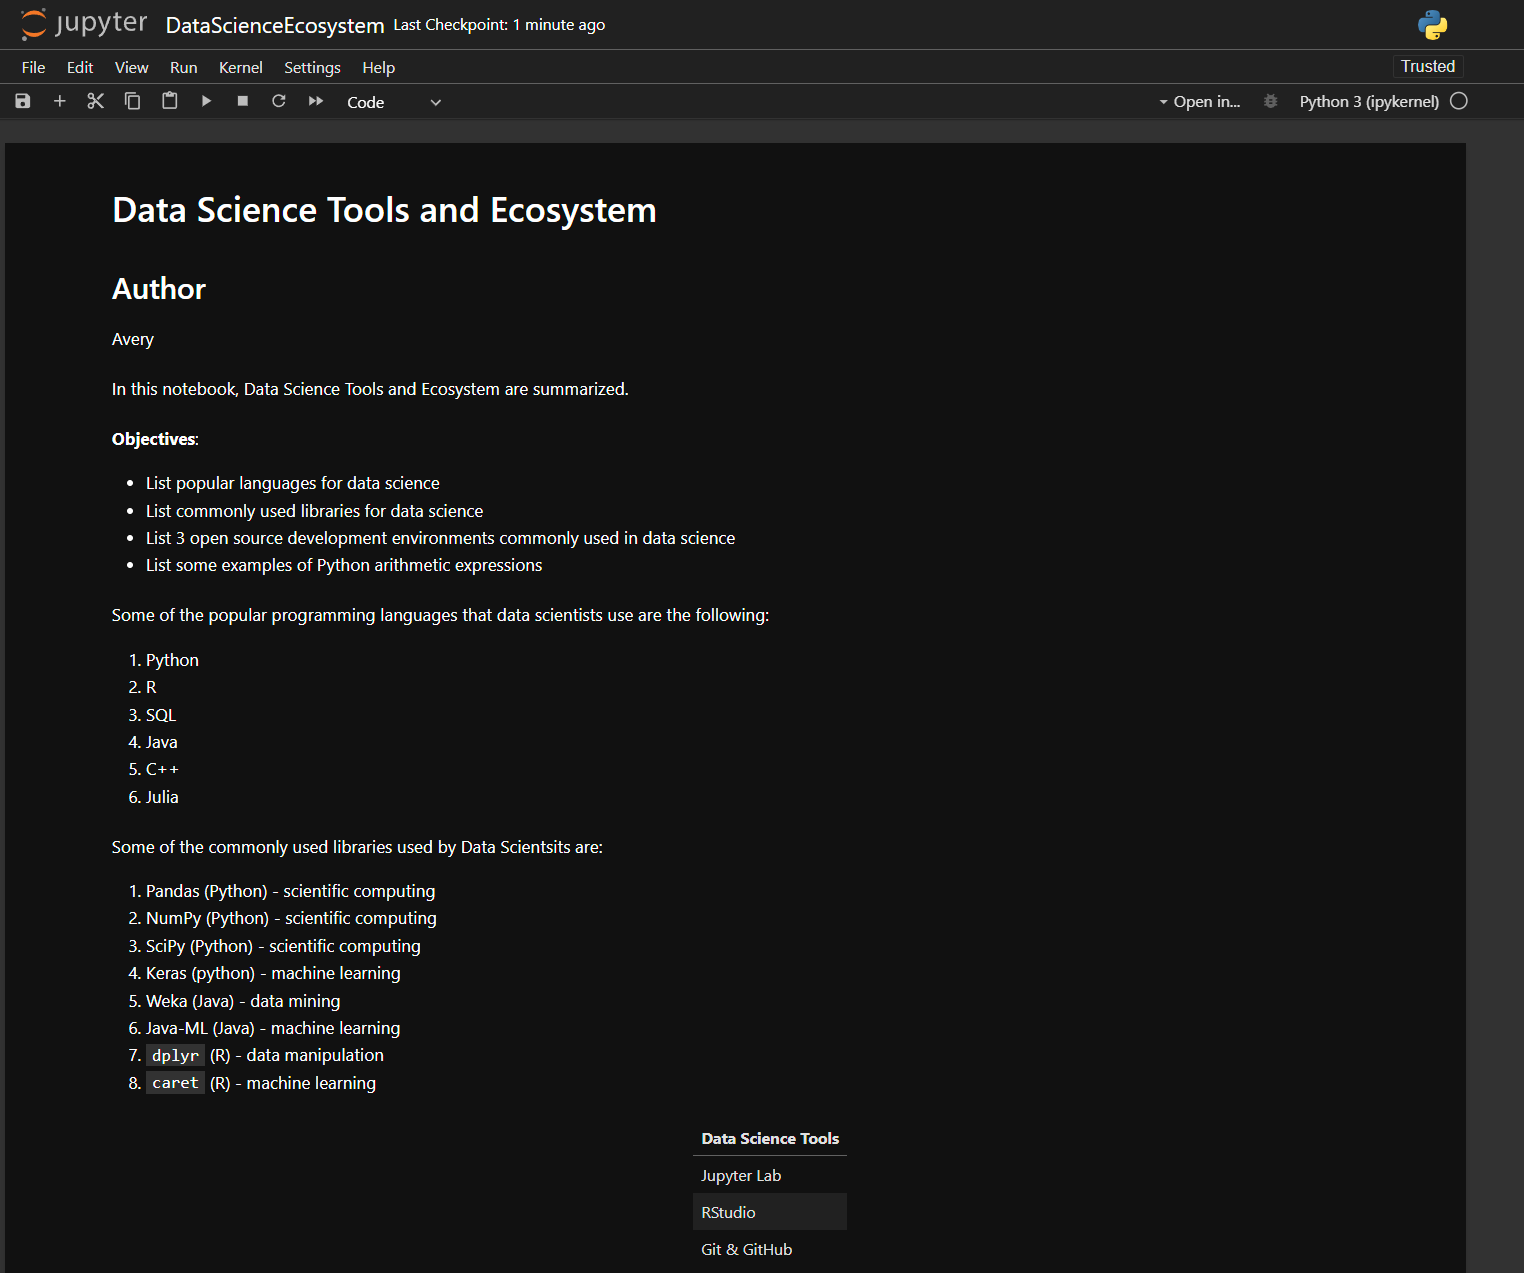 jupyter DataScienceEcosystem Last Checkpoint: 1 minute ago
File Edit View Run Kernel Settings Help Trusted
Code Open in... Python 3 (ipykernel)
Data Science Tools and Ecosystem
Author
Avery
In this notebook, Data Science Tools and Ecosystem are summarized.
Objectives:
• List popular languages for data science
• List commonly used libraries for data science
• List 3 open source development environments commonly used in data science
• List some examples of Python arithmetic expressions
Some of the popular programming languages that data scientists use are the following:
1. Python
2. R
3. SQL
4. Java
5. C++
6. Julia
Some of the commonly used libraries used by Data Scientsits are:
1. Pandas (Python) - scientific computing
2. NumPy (Python) - scientific computing
3. SciPy (Python) - scientific computing
4. Keras (python) - machine learning
5. Weka (Java) - data mining
6. Java-ML (Java) - machine learning
7. dplyr (R) - data manipulation
8. caret (R) - machine learning
Data Science Tools
Jupyter Lab
RStudio
Git & GitHub